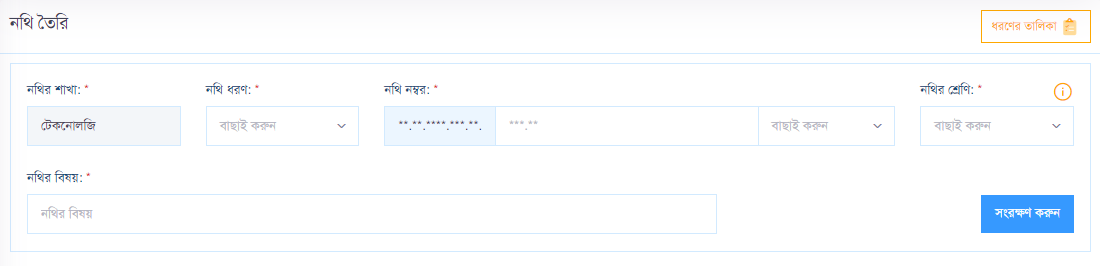 নথি তৈরি
ধরণের তালিকা
নথির শাখা: * নথি ধরণ: * নথি নম্বর: * নথির শ্রেণি: *
টেকনোলজি বাছাই করুন **.**.****.***.**. ***.** বাছাই করুন বাছাই করুন
নথির বিষয়: *
নথির বিষয় সংরক্ষণ করুন